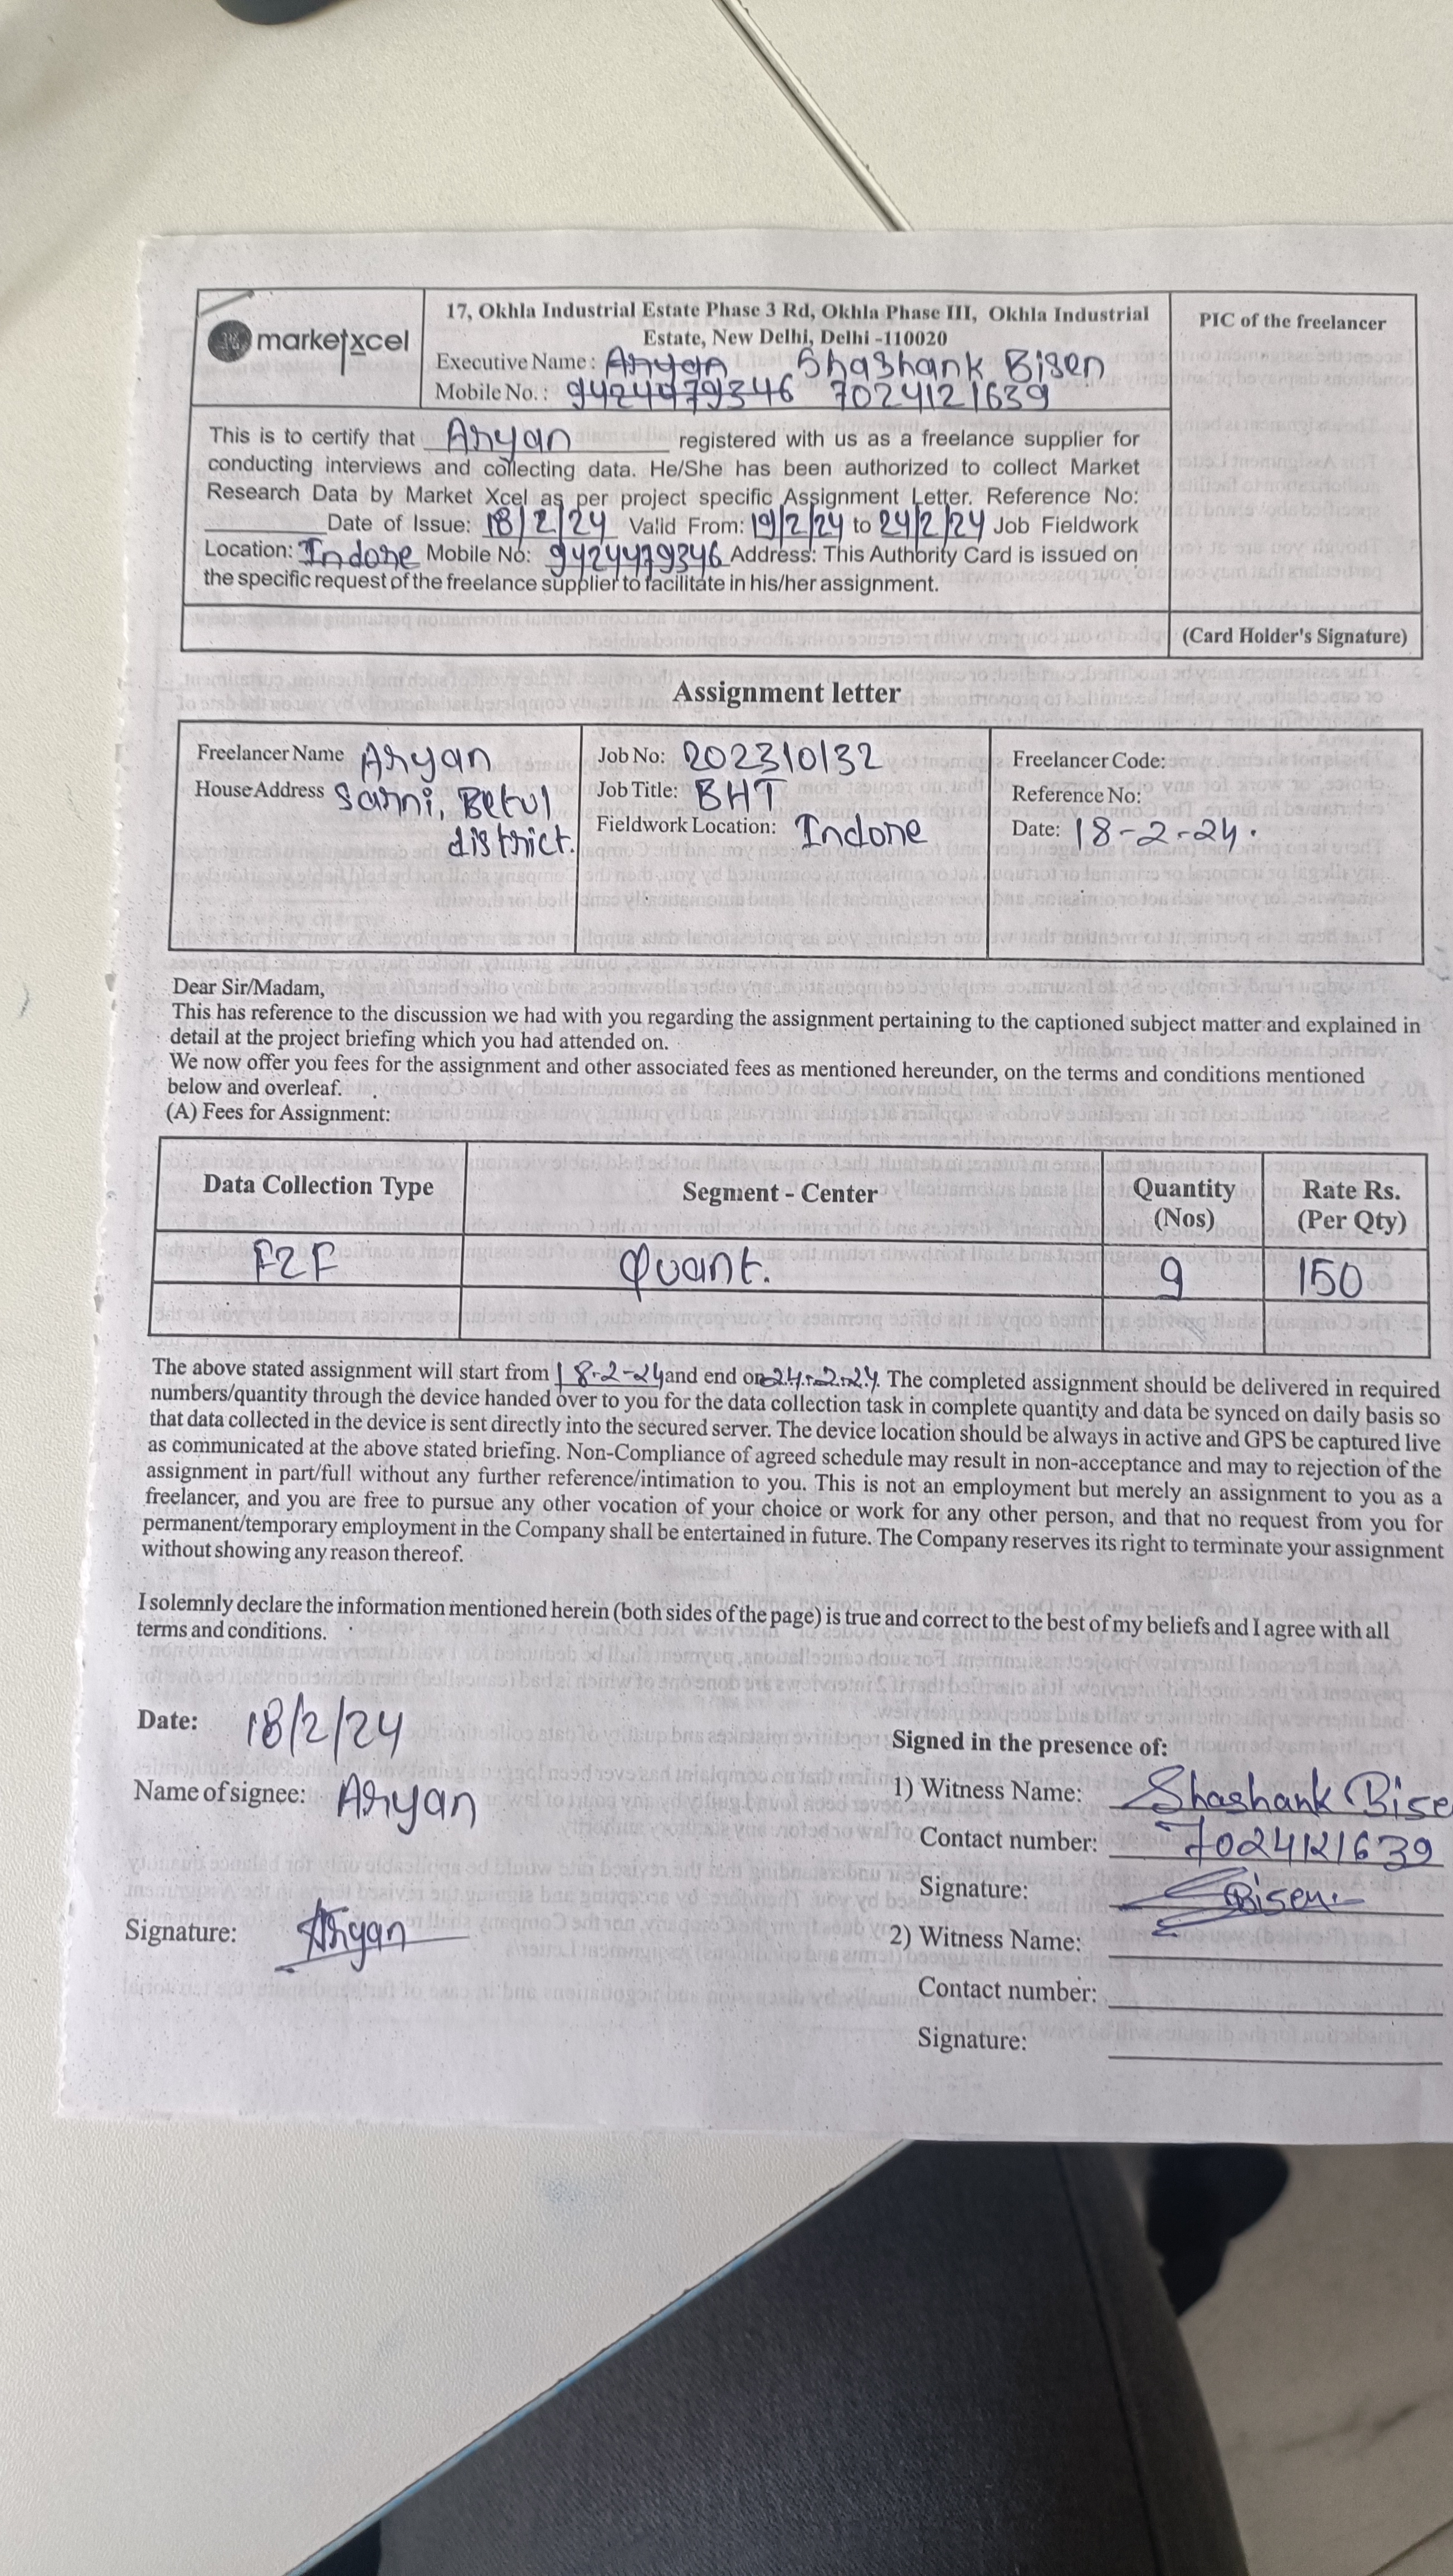 17, Okhla Industrial Estate Phase 3 Rd, Okhla Phase III, Okhla Industrial
Estate, New Delhi, Delhi -110020
marketxcel
PIC of the freelancer
Executive Name: Aryan Shashank Bisen
Mobile No.: 9424479346 7024121639
This is to certify that Aryan registered with us as a freelance supplier for
conducting interviews and collecting data. He/She has been authorized to collect Market
Research Data by Market Xcel as per project specific Assignment Letter. Reference No:
Date of Issue: 18/2/24 Valid From: 19/2/24 to 24/2/24 Job Fieldwork
Location: Indore Mobile No: 9424479346 Address: This Authority Card is issued on
the specific request of the freelance supplier to facilitate in his/her assignment.
(Card Holder's Signature)
Assignment letter
Freelancer Name Aryan
House Address Sarni, Betul
district.
Job No: 202310132
Job Title: BHT
Fieldwork Location: Indore
Freelancer Code:
Reference No:
Date: 18-2-24.
Dear Sir/Madam,
This has reference to the discussion we had with you regarding the assignment pertaining to the captioned subject matter and explained in
detail at the project briefing which you had attended on.
We now offer you fees for the assignment and other associated fees as mentioned hereunder, on the terms and conditions mentioned
below and overleaf.
(A) Fees for Assignment:
Data Collection Type Segment - Center Quantity (Nos) Rate Rs. (Per Qty)
F2F Quant. 9 150
The above stated assignment will start from 18-2-24 and end on 24-2-24. The completed assignment should be delivered in required
numbers/quantity through the device handed over to you for the data collection task in complete quantity and data be synced on daily basis so
that data collected in the device is sent directly into the secured server. The device location should be always in active and GPS be captured live
as communicated at the above stated briefing. Non-Compliance of agreed schedule may result in non-acceptance and may to rejection of the
assignment in part/full without any further reference/intimation to you. This is not an employment but merely an assignment to you as a
freelancer, and you are free to pursue any other vocation of your choice or work for any other person, and that no request from you for
permanent/temporary employment in the Company shall be entertained in future. The Company reserves its right to terminate your assignment
without showing any reason thereof.
I solemnly declare the information mentioned herein (both sides of the page) is true and correct to the best of my beliefs and I agree with all
terms and conditions.
Date: 18/2/24
Name of signee: Aryan
Signature: Aryan
Signed in the presence of:
1) Witness Name: Shashank Bise
Contact number: 7024121639
Signature: Bisen
2) Witness Name:
Contact number:
Signature: